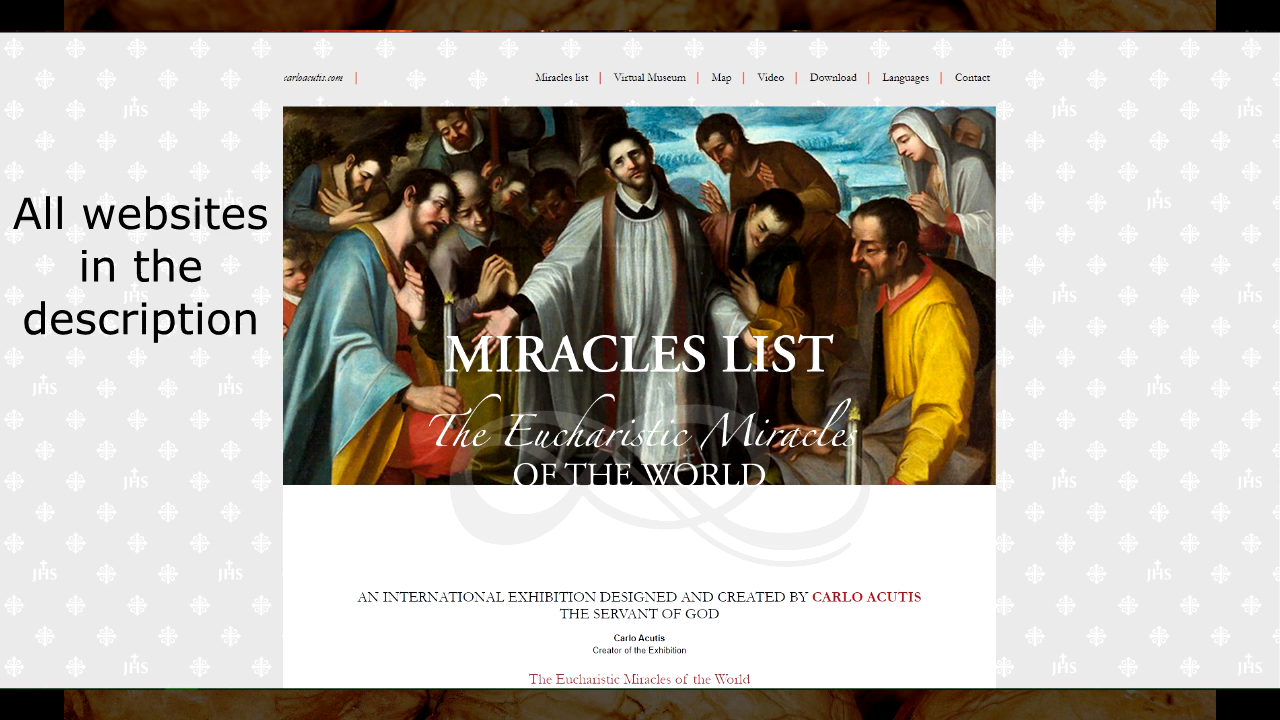 carloacutis.com |
Miracles list | Virtual Museum | Map | Video | Download | Languages | Contact
All websites
in the
description
MIRACLES LIST
The Eucharistic Miracles
OF THE WORLD
AN INTERNATIONAL EXHIBITION DESIGNED AND CREATED BY CARLO ACUTIS
THE SERVANT OF GOD
Carlo Acutis
Creator of the Exhibition
The Eucharistic Miracles of the World
JHS